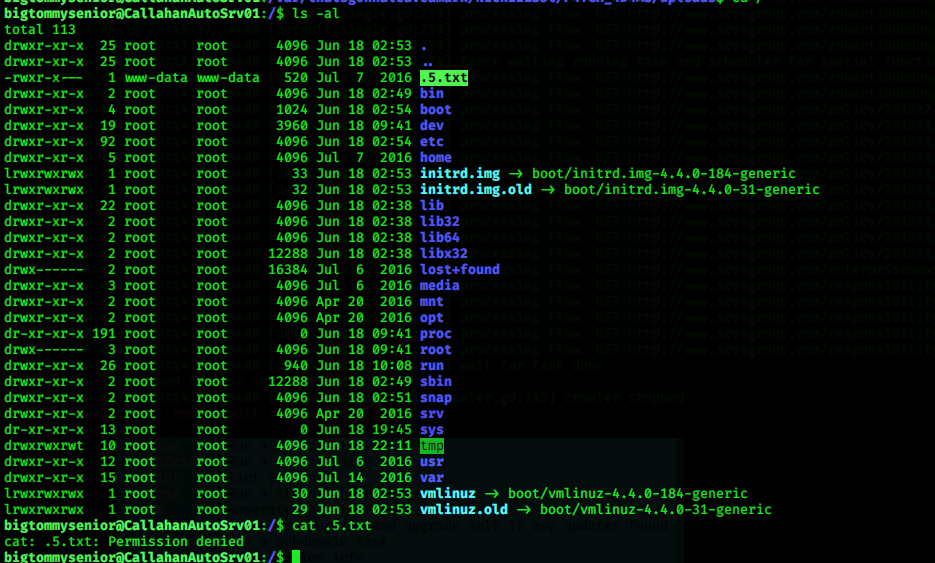 bigtommysenior@CallahanAutoSrv01:/$ ls -al
total 113
drwxr-xr-x  25 root     root      4096 Jun 18 02:53 .
drwxr-xr-x  25 root     root      4096 Jun 18 02:53 ..
-rwxr-x---   1 www-data www-data   520 Jul  7  2016 .5.txt
drwxr-xr-x   2 root     root      4096 Jun 18 02:49 bin
drwxr-xr-x   4 root     root      1024 Jun 18 02:54 boot
drwxr-xr-x  19 root     root      3960 Jun 18 09:41 dev
drwxr-xr-x  92 root     root      4096 Jun 18 02:54 etc
drwxr-xr-x   5 root     root      4096 Jul  7  2016 home
lrwxrwxrwx   1 root     root        33 Jun 18 02:53 initrd.img -> boot/initrd.img-4.4.0-184-generic
lrwxrwxrwx   1 root     root        32 Jun 18 02:53 initrd.img.old -> boot/initrd.img-4.4.0-31-generic
drwxr-xr-x  22 root     root      4096 Jun 18 02:38 lib
drwxr-xr-x   2 root     root      4096 Jun 18 02:38 lib32
drwxr-xr-x   2 root     root      4096 Jun 18 02:38 lib64
drwxr-xr-x   2 root     root     12288 Jun 18 02:38 libx32
drwx------   2 root     root     16384 Jul  6  2016 lost+found
drwxr-xr-x   3 root     root      4096 Jul  6  2016 media
drwxr-xr-x   2 root     root      4096 Apr 20  2016 mnt
drwxr-xr-x   2 root     root      4096 Apr 20  2016 opt
dr-xr-xr-x 191 root     root         0 Jun 18 09:41 proc
drwx------   3 root     root      4096 Jun 18 09:41 root
drwxr-xr-x  26 root     root       940 Jun 18 10:08 run
drwxr-xr-x   2 root     root     12288 Jun 18 02:49 sbin
drwxr-xr-x   2 root     root      4096 Jun 18 02:51 snap
drwxr-xr-x   2 root     root      4096 Apr 20  2016 srv
dr-xr-xr-x  13 root     root         0 Jun 18 19:45 sys
drwxrwxrwt  10 root     root      4096 Jun 18 22:11 tmp
drwxr-xr-x  12 root     root      4096 Jul  6  2016 usr
drwxr-xr-x  15 root     root      4096 Jul 14  2016 var
lrwxrwxrwx   1 root     root        30 Jun 18 02:53 vmlinuz -> boot/vmlinuz-4.4.0-184-generic
lrwxrwxrwx   1 root     root        29 Jun 18 02:53 vmlinuz.old -> boot/vmlinuz-4.4.0-31-generic
bigtommysenior@CallahanAutoSrv01:/$ cat .5.txt
cat: .5.txt: Permission denied
bigtommysenior@CallahanAutoSrv01:/$